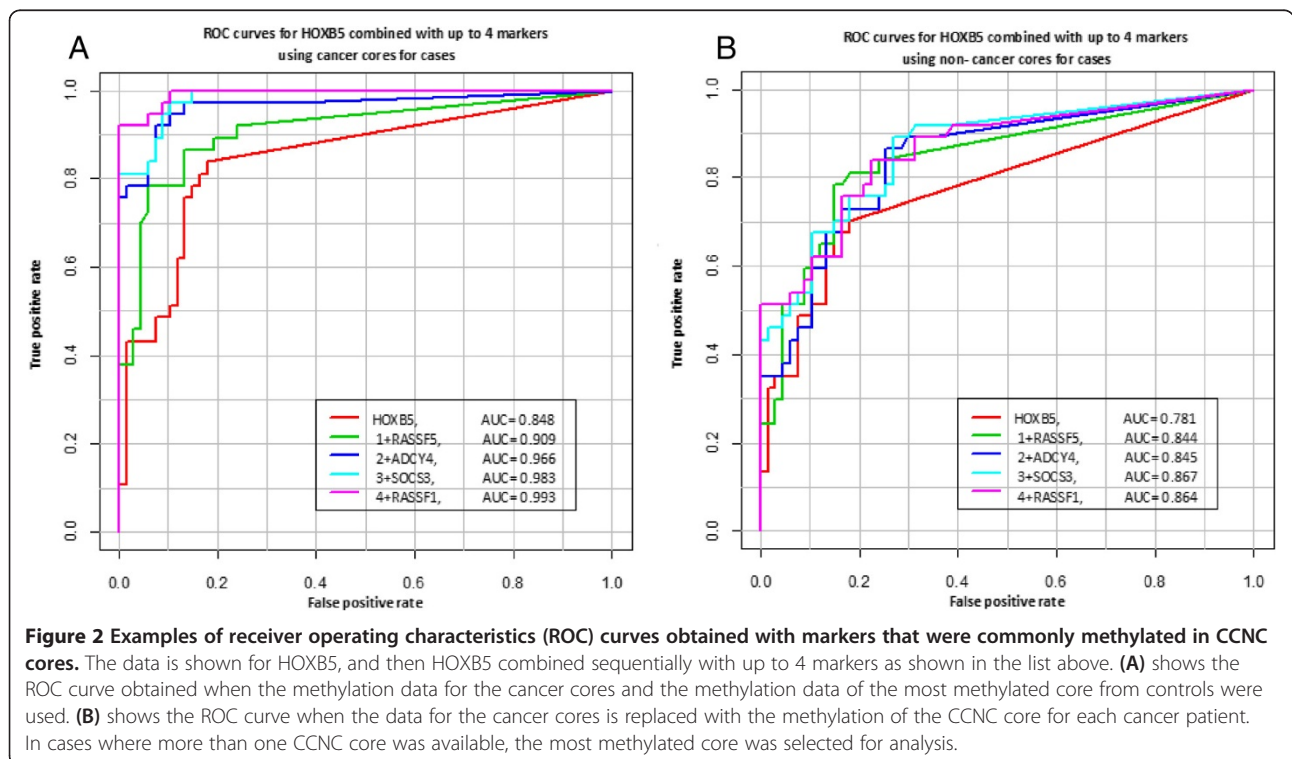 A
ROC curves for HOXB5 combined with up to 4 markers
using cancer cores for cases
True positive rate
1.0
0.8
0.6
0.4
0.2
0.0
HOXB5, AUC= 0.848
1+RASSF5, AUC= 0.909
2+ADCY4, AUC= 0.966
3+SOCS3, AUC= 0.983
4+RASSF1, AUC= 0.993
0.0 0.2 0.4 0.6 0.8 1.0
False positive rate
B
ROC curves for HOXB5 combined with up to 4 markers
using non- cancer cores for cases
True positive rate
1.0
0.8
0.6
0.4
0.2
0.0
HOXB5, AUC= 0.781
1+RASSF5, AUC= 0.844
2+ADCY4, AUC= 0.845
3+SOCS3, AUC= 0.867
4+RASSF1, AUC= 0.864
0.0 0.2 0.4 0.6 0.8 1.0
False positive rate
Figure 2 Examples of receiver operating characteristics (ROC) curves obtained with markers that were commonly methylated in CCNC
cores. The data is shown for HOXB5, and then HOXB5 combined sequentially with up to 4 markers as shown in the list above. (A) shows the
ROC curve obtained when the methylation data for the cancer cores and the methylation data of the most methylated core from controls were
used. (B) shows the ROC curve when the data for the cancer cores is replaced with the methylation of the CCNC core for each cancer patient.
In cases where more than one CCNC core was available, the most methylated core was selected for analysis.